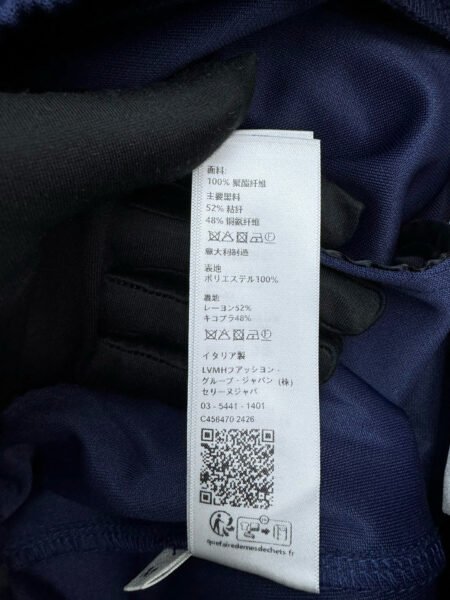 面料:
100% 聚酯纤维
主要里料
52% 粘纤
48% 铜氨纤维
意大利制造
表地
ポリエステル100%
裏地:
レーヨン52%
キュプラ48%
イタリア製
LVMHファッション・
グループ・ジャパン (株)
セリーヌジャパ
03 - 5441 - 1401
C456470 2426
FR
quefairedemesdechets.fr